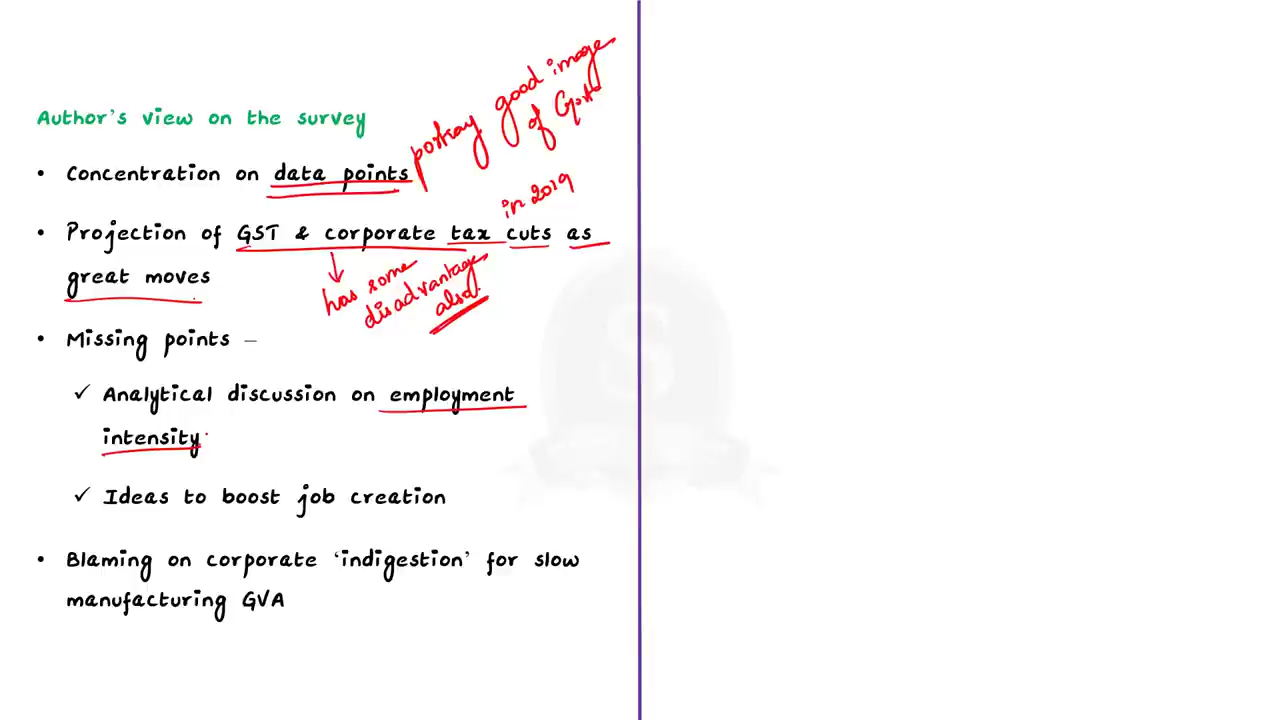 Author's view on the survey
• Concentration on data points
portray good image
of Govt
in 2019
• Projection of GST & corporate tax cuts as
great moves
has some
disadvantage
also.
• Missing points –
✓ Analytical discussion on employment
intensity
✓ Ideas to boost job creation
• Blaming on corporate ‘indigestion’ for slow
manufacturing GVA
S